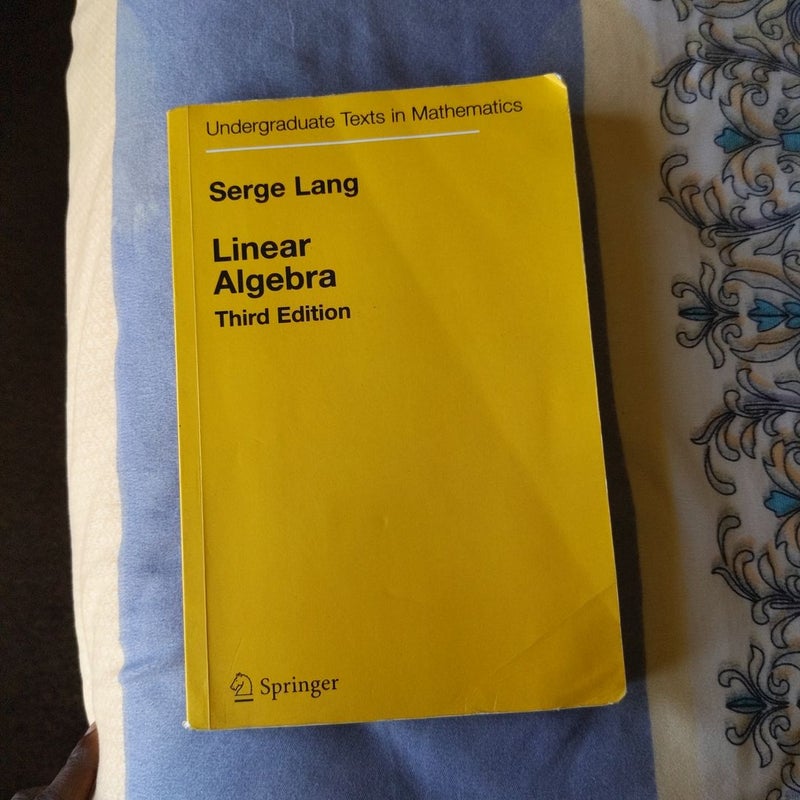 Undergraduate Texts in Mathematics
Serge Lang
Linear
Algebra
Third Edition
Springer